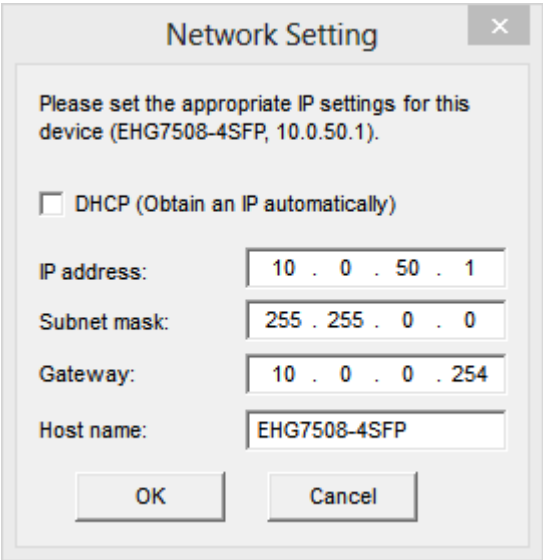 Network Setting
Please set the appropriate IP settings for this
device (EHG7508-4SFP, 10.0.50.1).
DHCP (Obtain an IP automatically)
IP address: 10 . 0 . 50 . 1
Subnet mask: 255 . 255 . 0 . 0
Gateway: 10 . 0 . 0 . 254
Host name: EHG7508-4SFP
OK Cancel